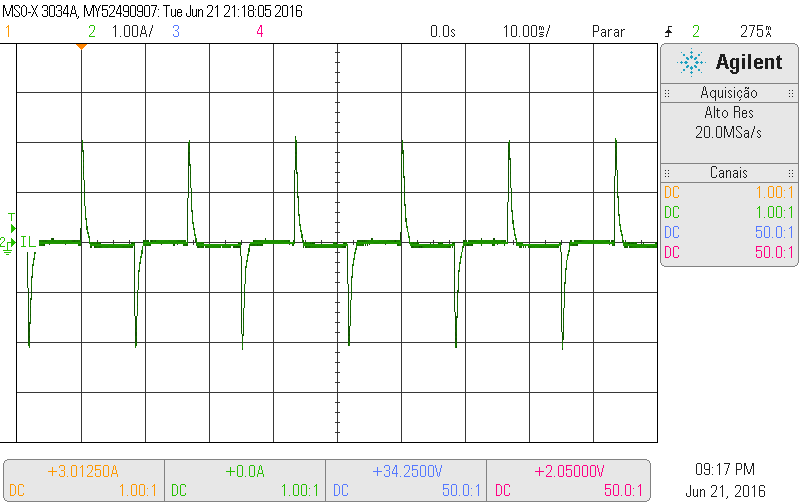 MSO-X 3034A, MY52490907: Tue Jun 21 21:18:05 2016
1 2 1.00A/ 3 4 0.0s 10.00ms/ Parar 2 275%
Agilent
Aquisição
Alto Res
20.0MSa/s
Canais
DC 1.00:1
DC 1.00:1
DC 50.0:1
DC 50.0:1
T
2 IL
+3.01250A +0.0A +34.2500V +2.05000V
DC 1.00:1 DC 1.00:1 DC 50.0:1 DC 50.0:1
09:17 PM
Jun 21, 2016